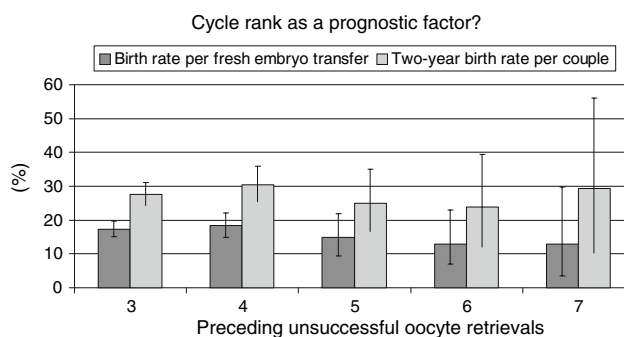 Cycle rank as a prognostic factor?
Birth rate per fresh embryo transfer Two-year birth rate per couple
60
50
40
30
20
10
0
(%)
3 4 5 6 7
Preceding unsuccessful oocyte retrievals